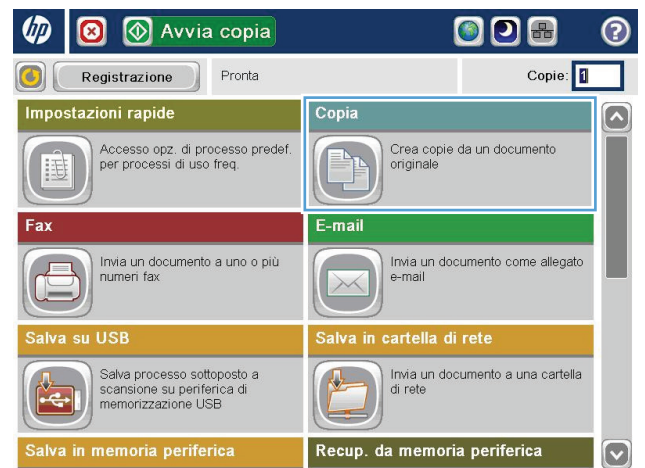 hp
Avvia copia
?
Registrazione
Pronta
Copie: 1
Impostazioni rapide
Accesso opz. di processo predef.
per processi di uso freq.
Copia
Crea copie da un documento
originale
Fax
Invia un documento a uno o più
numeri fax
E-mail
Invia un documento come allegato
e-mail
Salva su USB
Salva processo sottoposto a
scansione su periferica di
memorizzazione USB
Salva in cartella di rete
Invia un documento a una cartella
di rete
Salva in memoria periferica
Recup. da memoria periferica